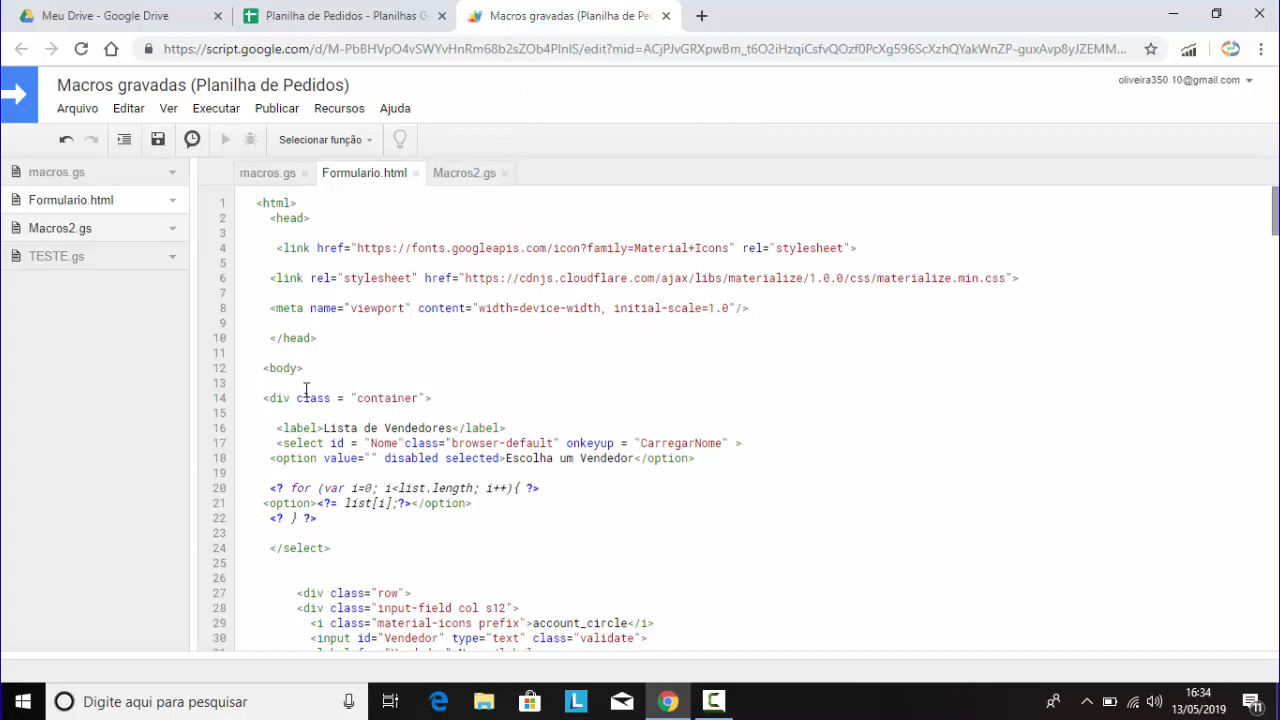 Meu Drive - Google Drive
Planilha de Pedidos - Planilhas G
Macros gravadas (Planilha de Pe
Macros gravadas (Planilha de Pedidos)
oliveira350.10@gmail.com
Arquivo Editar Ver Executar Publicar Recursos Ajuda
Selecionar função
macros.gs
Formulario.html
Macros2.gs
TESTE.gs
macros.gs Formulario.html Macros2.gs
1 <html>
2 <head>
3
4 <link href="https://fonts.googleapis.com/icon?family=Material+Icons" rel="stylesheet">
5
6 <link rel="stylesheet" href="https://cdnjs.cloudflare.com/ajax/libs/materialize/1.0.0/css/materialize.min.css">
7
8 <meta name="viewport" content="width=device-width, initial-scale=1.0"/>
9
10 </head>
11
12 <body>
13
14 <div class = "container">
15
16 <label>Lista de Vendedores</label>
17 <select id = "Nome"class="browser-default" onkeyup = "CarregarNome" >
18 <option value="" disabled selected>Escolha um Vendedor</option>
19
20 <? for (var i=0; i<list.length; i++){ ?>
21 <option><?= list[i];?></option>
22 <? } ?>
23
24 </select>
25
26
27 <div class="row">
28 <div class="input-field col s12">
29 <i class="material-icons prefix">account_circle</i>
30 <input id="Vendedor" type="text" class="validate">
Digite aqui para pesquisar
16:34
13/05/2019